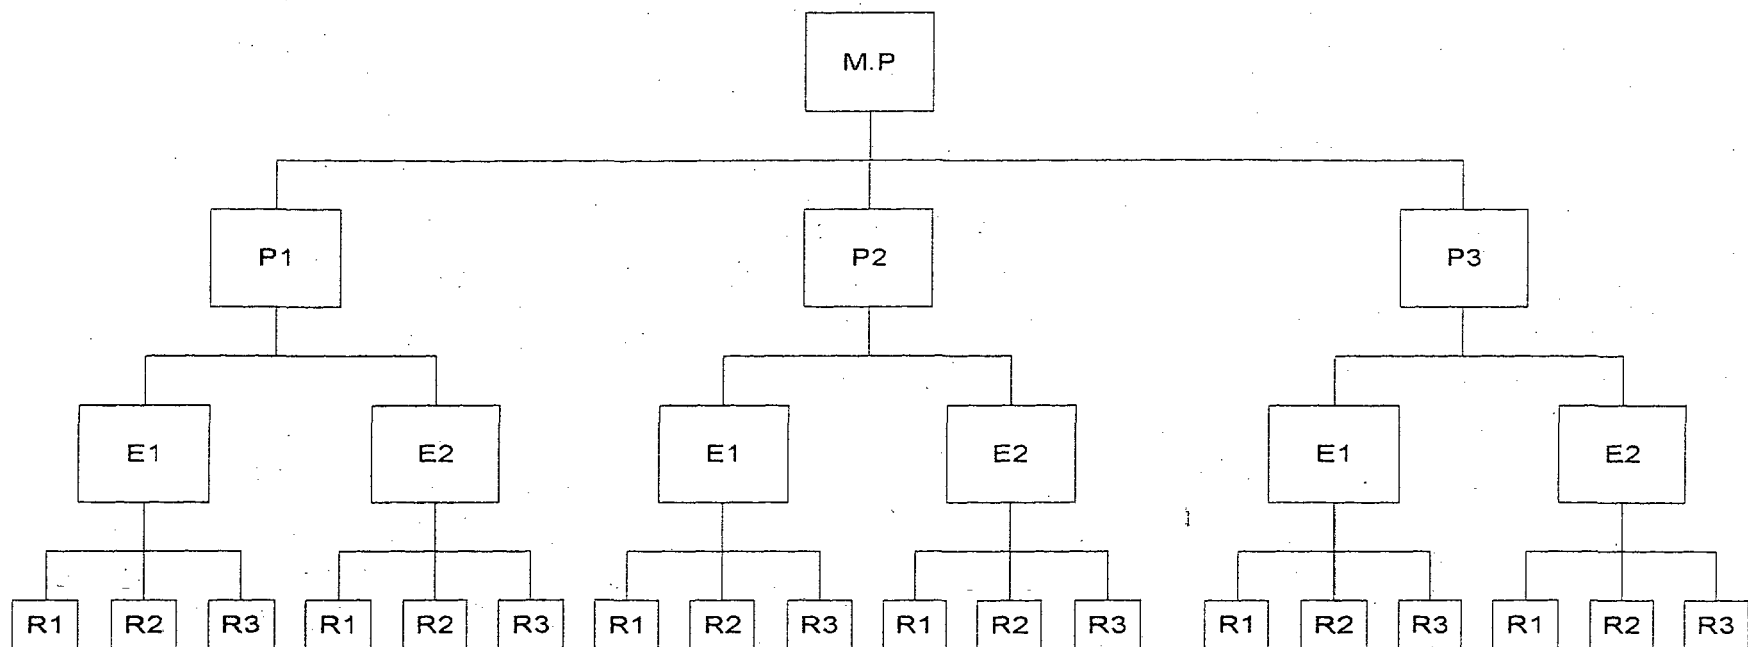 M.P
P1 P2 P3
E1 E2 E1 E2 E1 E2
R1 R2 R3 R1 R2 R3 R1 R2 R3 R1 R2 R3 R1 R2 R3 R1 R2 R3